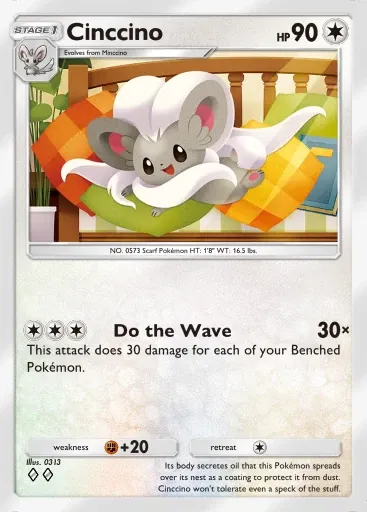 STAGE 1 Cinccino HP 90
Evolves from Minccino
NO. 0573 Scarf Pokémon HT: 1'8" WT: 16.5 lbs.
Do the Wave 30×
This attack does 30 damage for each of your Benched
Pokémon.
weakness +20 retreat
Illus. 0313
Its body secretes oil that this Pokémon spreads
over its nest as a coating to protect it from dust.
Cinccino won't tolerate even a speck of the stuff.